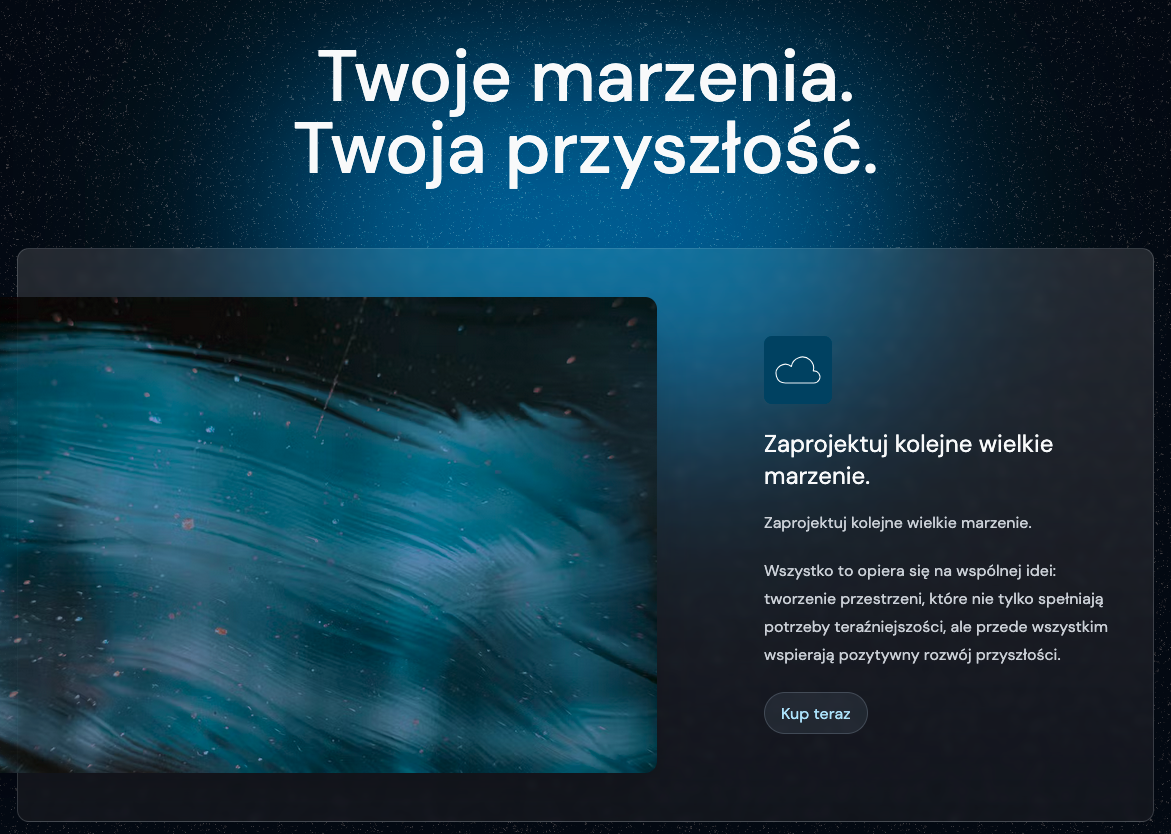 Twoje marzenia.
Twoja przyszłość.
Zaprojektuj kolejne wielkie
marzenie.
Zaprojektuj kolejne wielkie marzenie.
Wszystko to opiera się na wspólnej idei:
tworzenie przestrzeni, które nie tylko spełniają
potrzeby teraźniejszości, ale przede wszystkim
wspierają pozytywny rozwój przyszłości.
Kup teraz